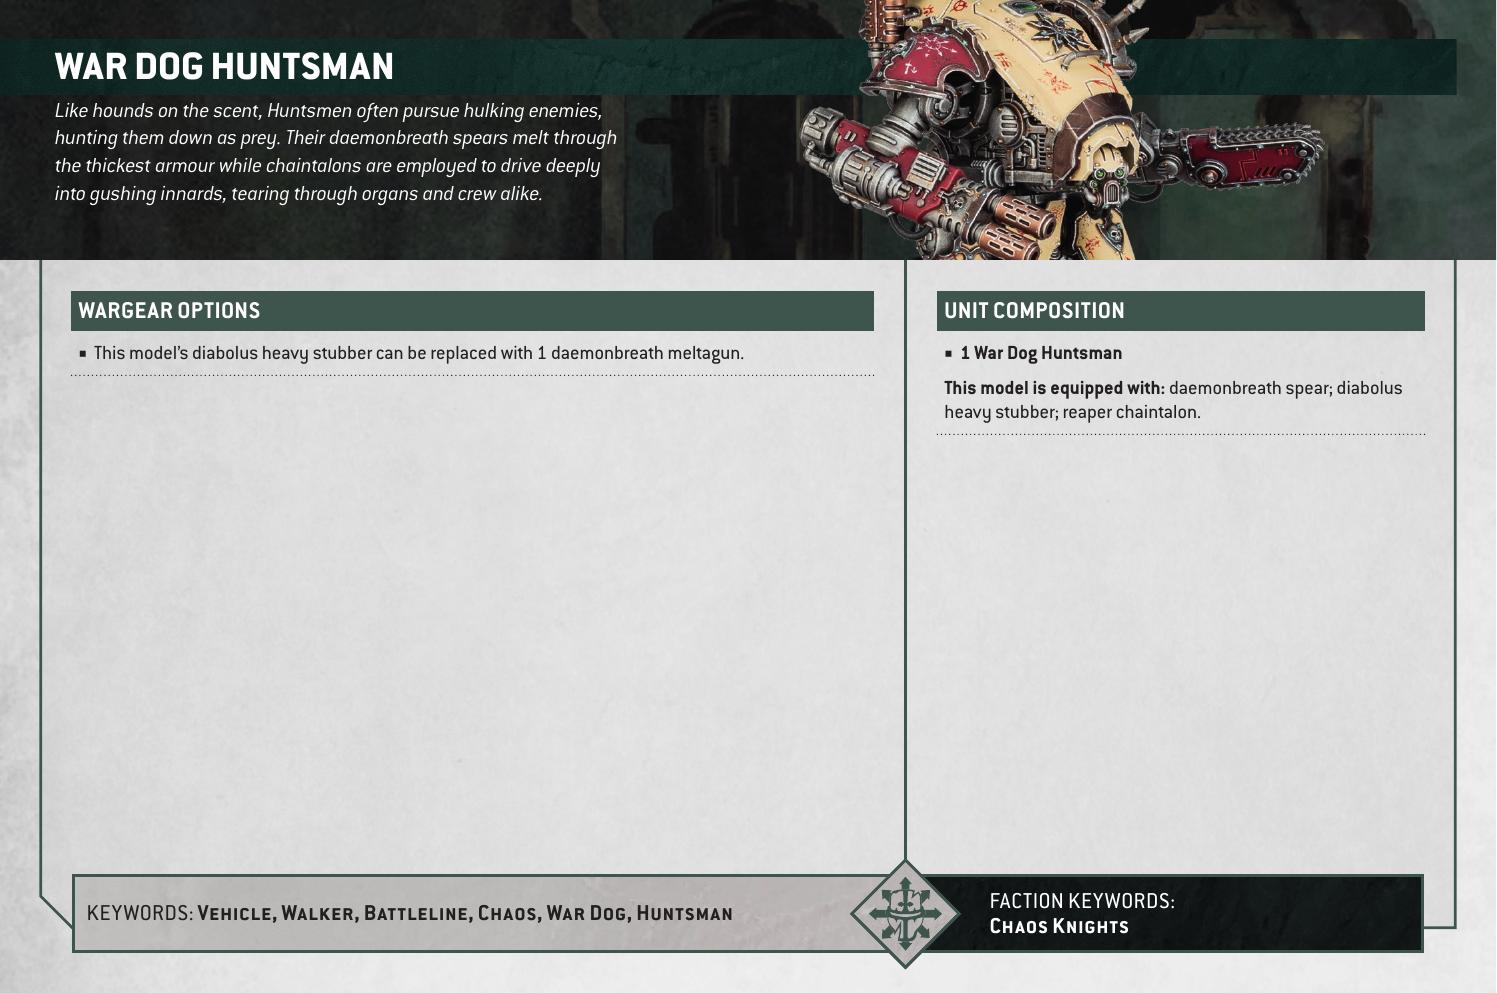 WAR DOG HUNTSMAN
Like hounds on the scent, Huntsmen often pursue hulking enemies,
hunting them down as prey. Their daemonbreath spears melt through
the thickest armour while chaintalons are employed to drive deeply
into gushing innards, tearing through organs and crew alike.
WARGEAR OPTIONS
▪ This model's diabolus heavy stubber can be replaced with 1 daemonbreath meltagun.
UNIT COMPOSITION
▪ 1 War Dog Huntsman
This model is equipped with: daemonbreath spear; diabolus
heavy stubber; reaper chaintalon.
KEYWORDS: Vehicle, Walker, Battleline, Chaos, War Dog, Huntsman
FACTION KEYWORDS:
Chaos Knights